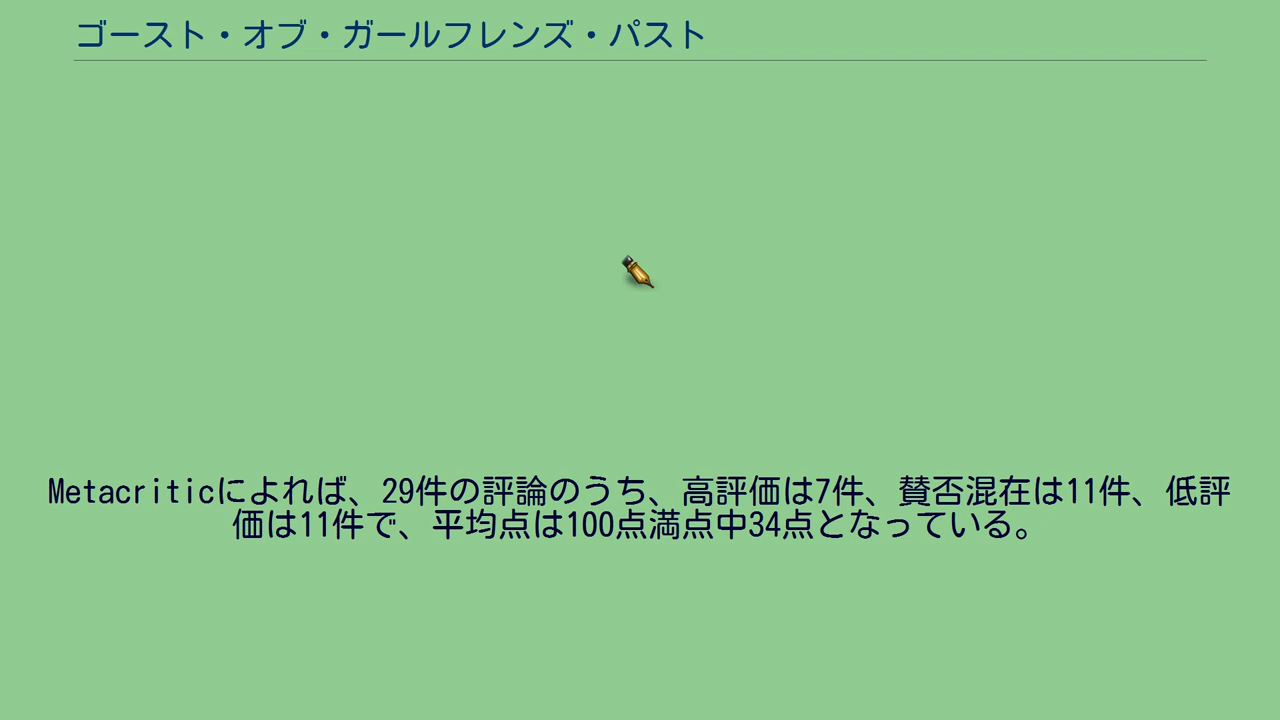 ゴースト・オブ・ガールフレンズ・パスト
Metacriticによれば、29件の評論のうち、高評価は7件、賛否混在は11件、低評
価は11件で、平均点は100点満点中34点となっている。